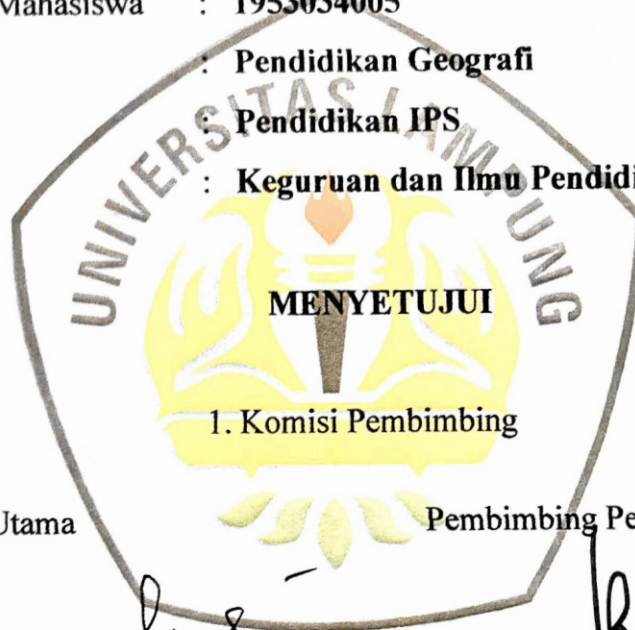 Mahasiswa : 1953034005
: Pendidikan Geografi
: Pendidikan IPS
: Keguruan dan Ilmu Pendidi
UNIVERSITAS LAMPUNG
MENYETUJUI
1. Komisi Pembimbing
Utama Pembimbing Pe